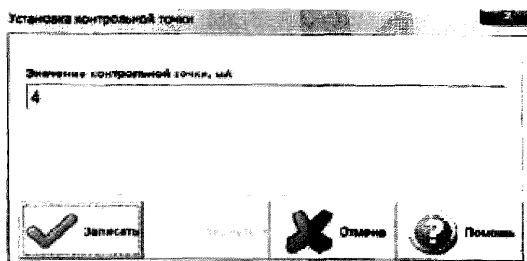 Установка контрольной точки
Значение контрольной точки, мА
4
Записать
Отмена
Помощь